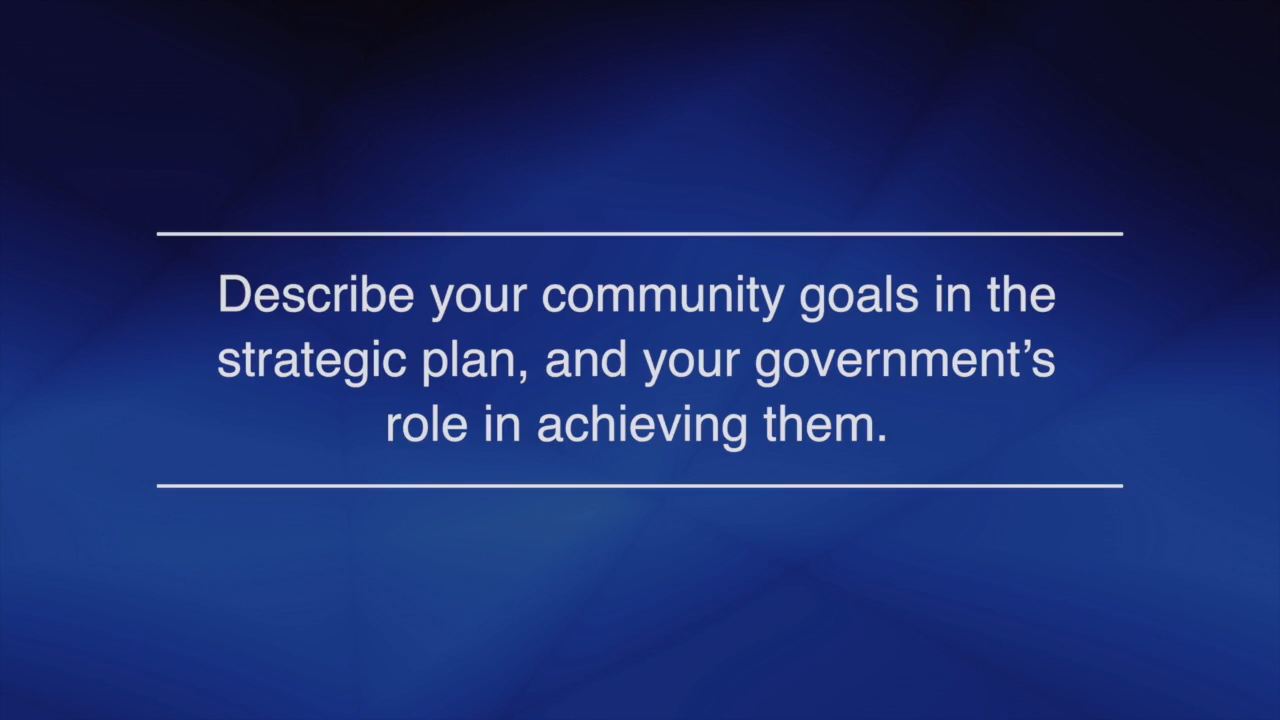 Describe your community goals in the
strategic plan, and your government’s
role in achieving them.